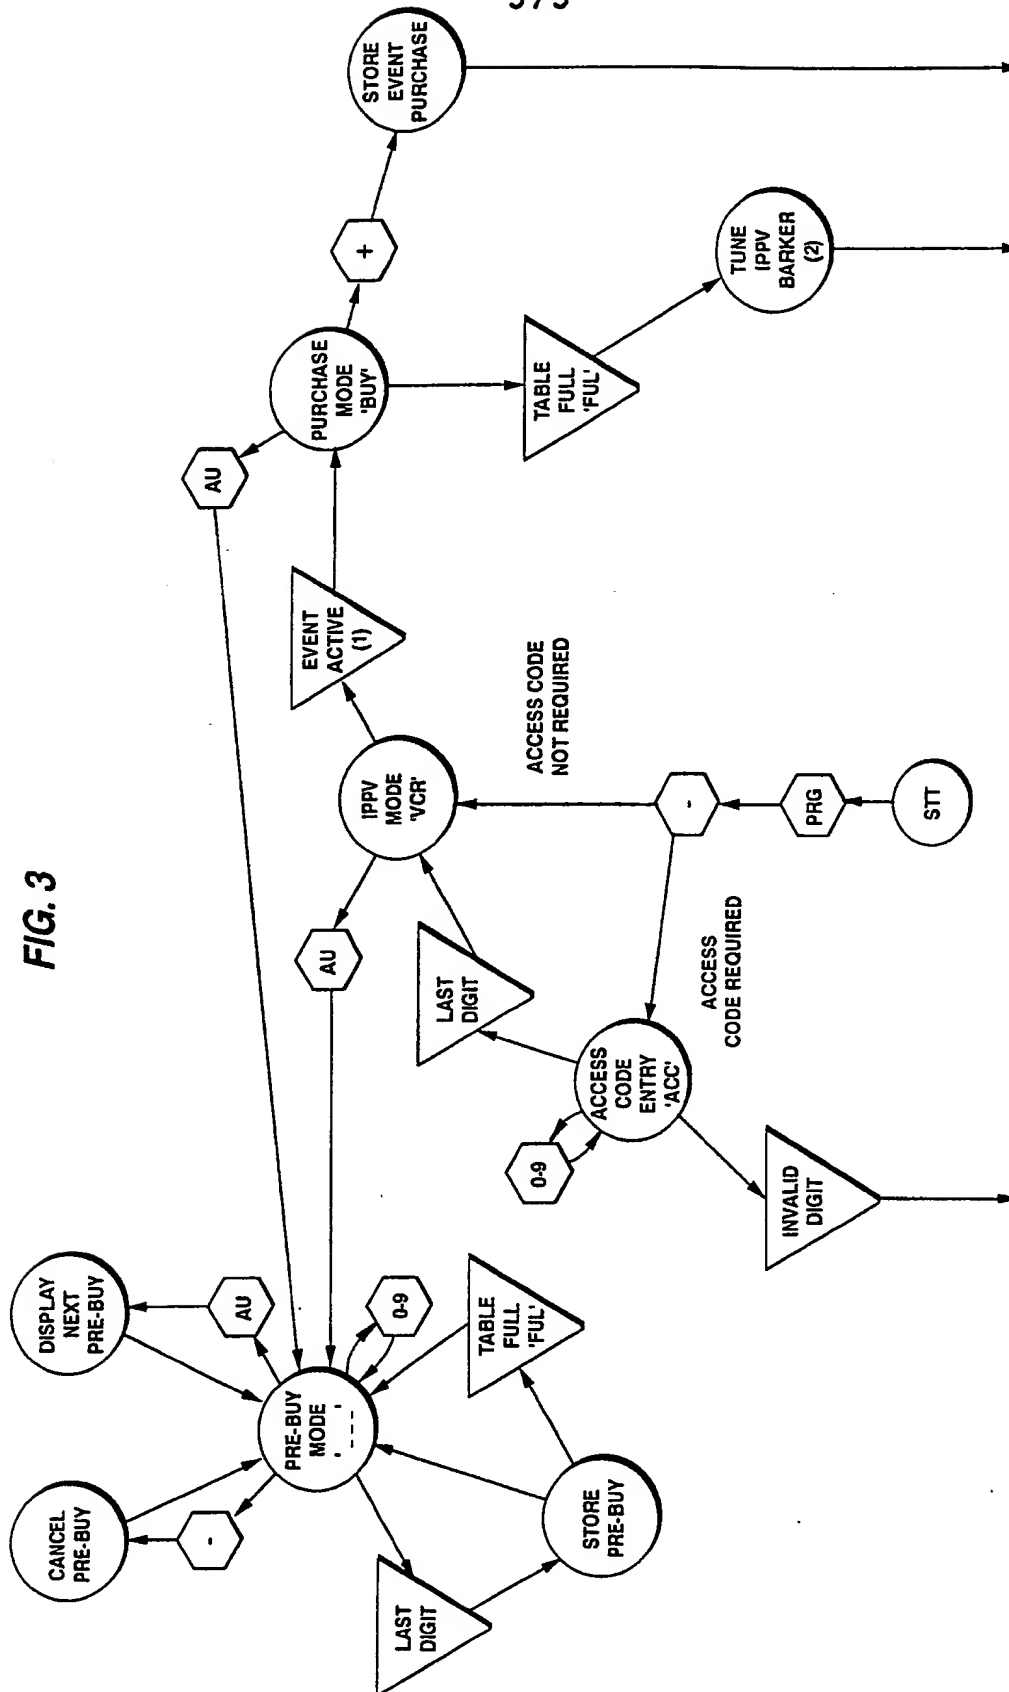 FIG. 3
CANCEL
PRE-BUY
DISPLAY
NEXT
PRE-BUY
-
AU
PRE-BUY
MODE
'_ _ _'
0-9
LAST
DIGIT
STORE
PRE-BUY
TABLE
FULL
'FUL'
AU
AU
IPPV
MODE
'VCR'
EVENT
ACTIVE
(1)
PURCHASE
MODE
'BUY'
+
STORE
EVENT
PURCHASE
TABLE
FULL
'FUL'
TUNE
IPPV
BARKER
(2)
LAST
DIGIT
0-9
ACCESS
CODE
ENTRY
'ACC'
INVALID
DIGIT
ACCESS
CODE REQUIRED
ACCESS CODE
NOT REQUIRED
-
PRG
STT